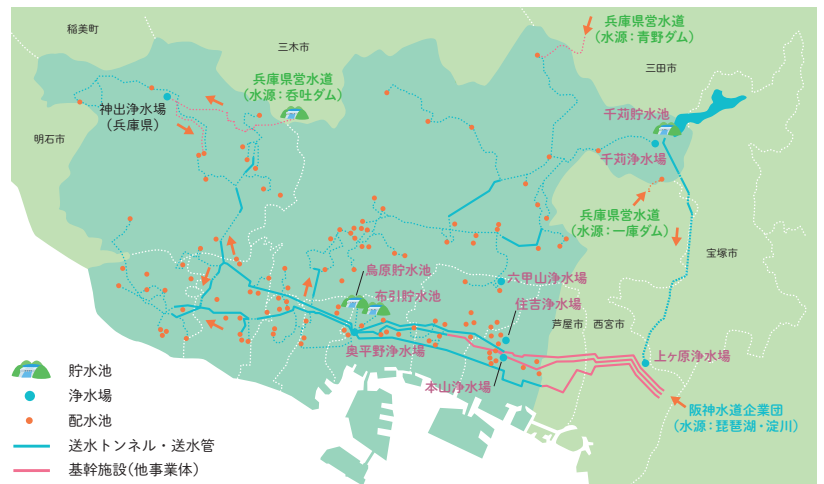 稲美町
三木市
兵庫県営水道
(水源:青野ダム)
三田市
兵庫県営水道
(水源:呑吐ダム)
神出浄水場
(兵庫県)
明石市
千苅貯水池
千苅浄水場
兵庫県営水道
(水源:一庫ダム)
宝塚市
烏原貯水池
布引貯水池
六甲山浄水場
住吉浄水場
芦屋市
西宮市
奥平野浄水場
本山浄水場
上ヶ原浄水場
阪神水道企業団
(水源:琵琶湖・淀川)
貯水池
浄水場
配水池
送水トンネル・送水管
基幹施設(他事業体)